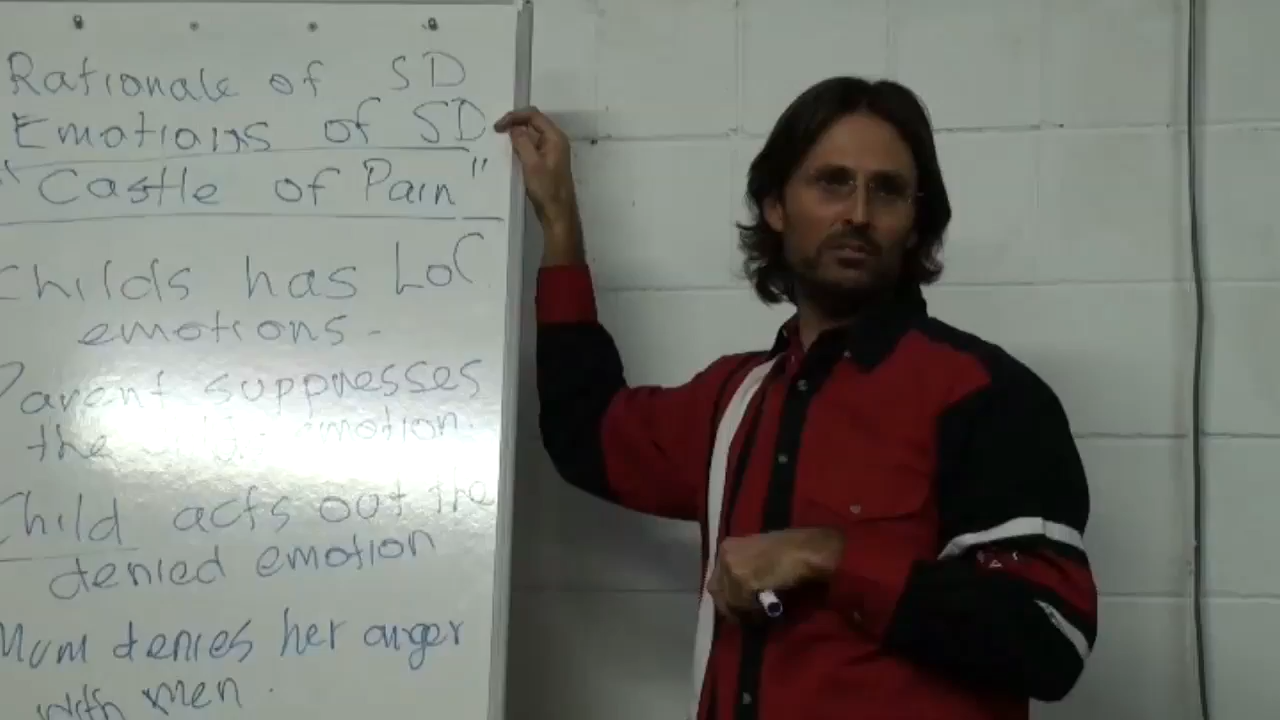 Rationale of SD
Emotions of SD
"Castle of Pain"
Childs has LoC
emotions -
Parent suppresses
the emotion.
Child acts out the
denied emotion
Mum denies her anger
with men.